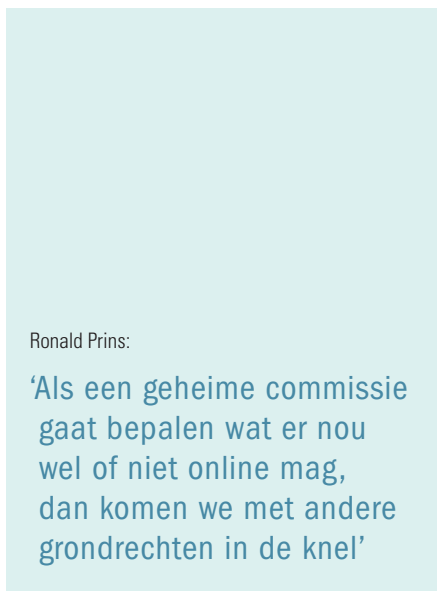 Ronald Prins:
‘Als een geheime commissie
gaat bepalen wat er nou
wel of niet online mag,
dan komen we met andere
grondrechten in de knel’